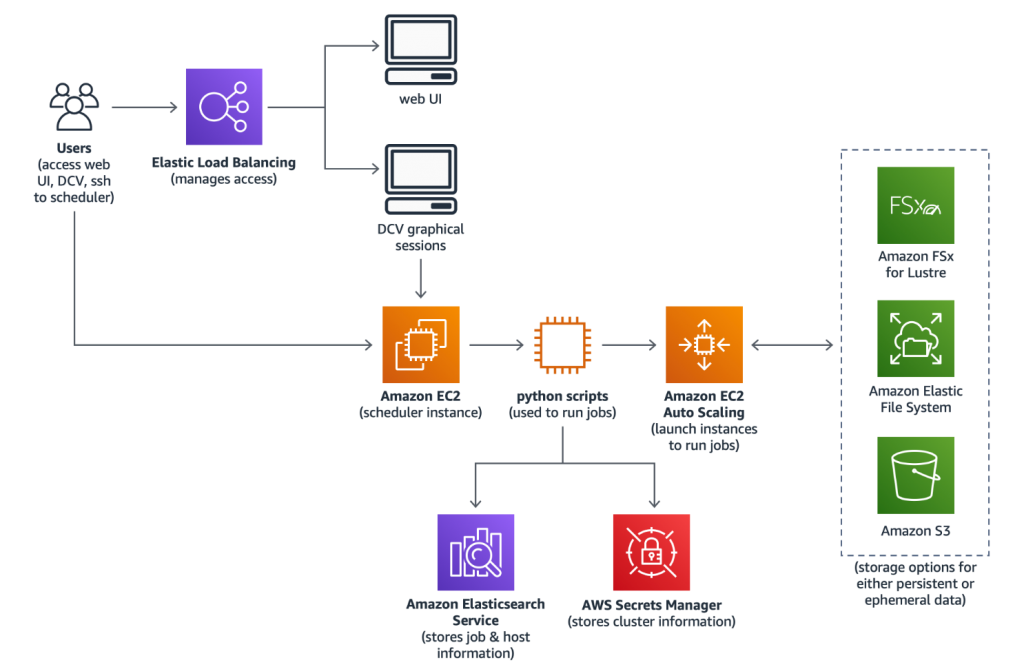 web UI
Users
(access web
UI, DCV, ssh
to scheduler)
Elastic Load Balancing
(manages access)
DCV graphical
sessions
Amazon EC2
(scheduler instance)
python scripts
(used to run jobs)
Amazon EC2
Auto Scaling
(launch instances
to run jobs)
FSx
Amazon FSx
for Lustre
Amazon Elastic
File System
Amazon S3
(storage options for
either persistent or
ephemeral data)
Amazon Elasticsearch
Service
(stores job & host
information)
AWS Secrets Manager
(stores cluster information)